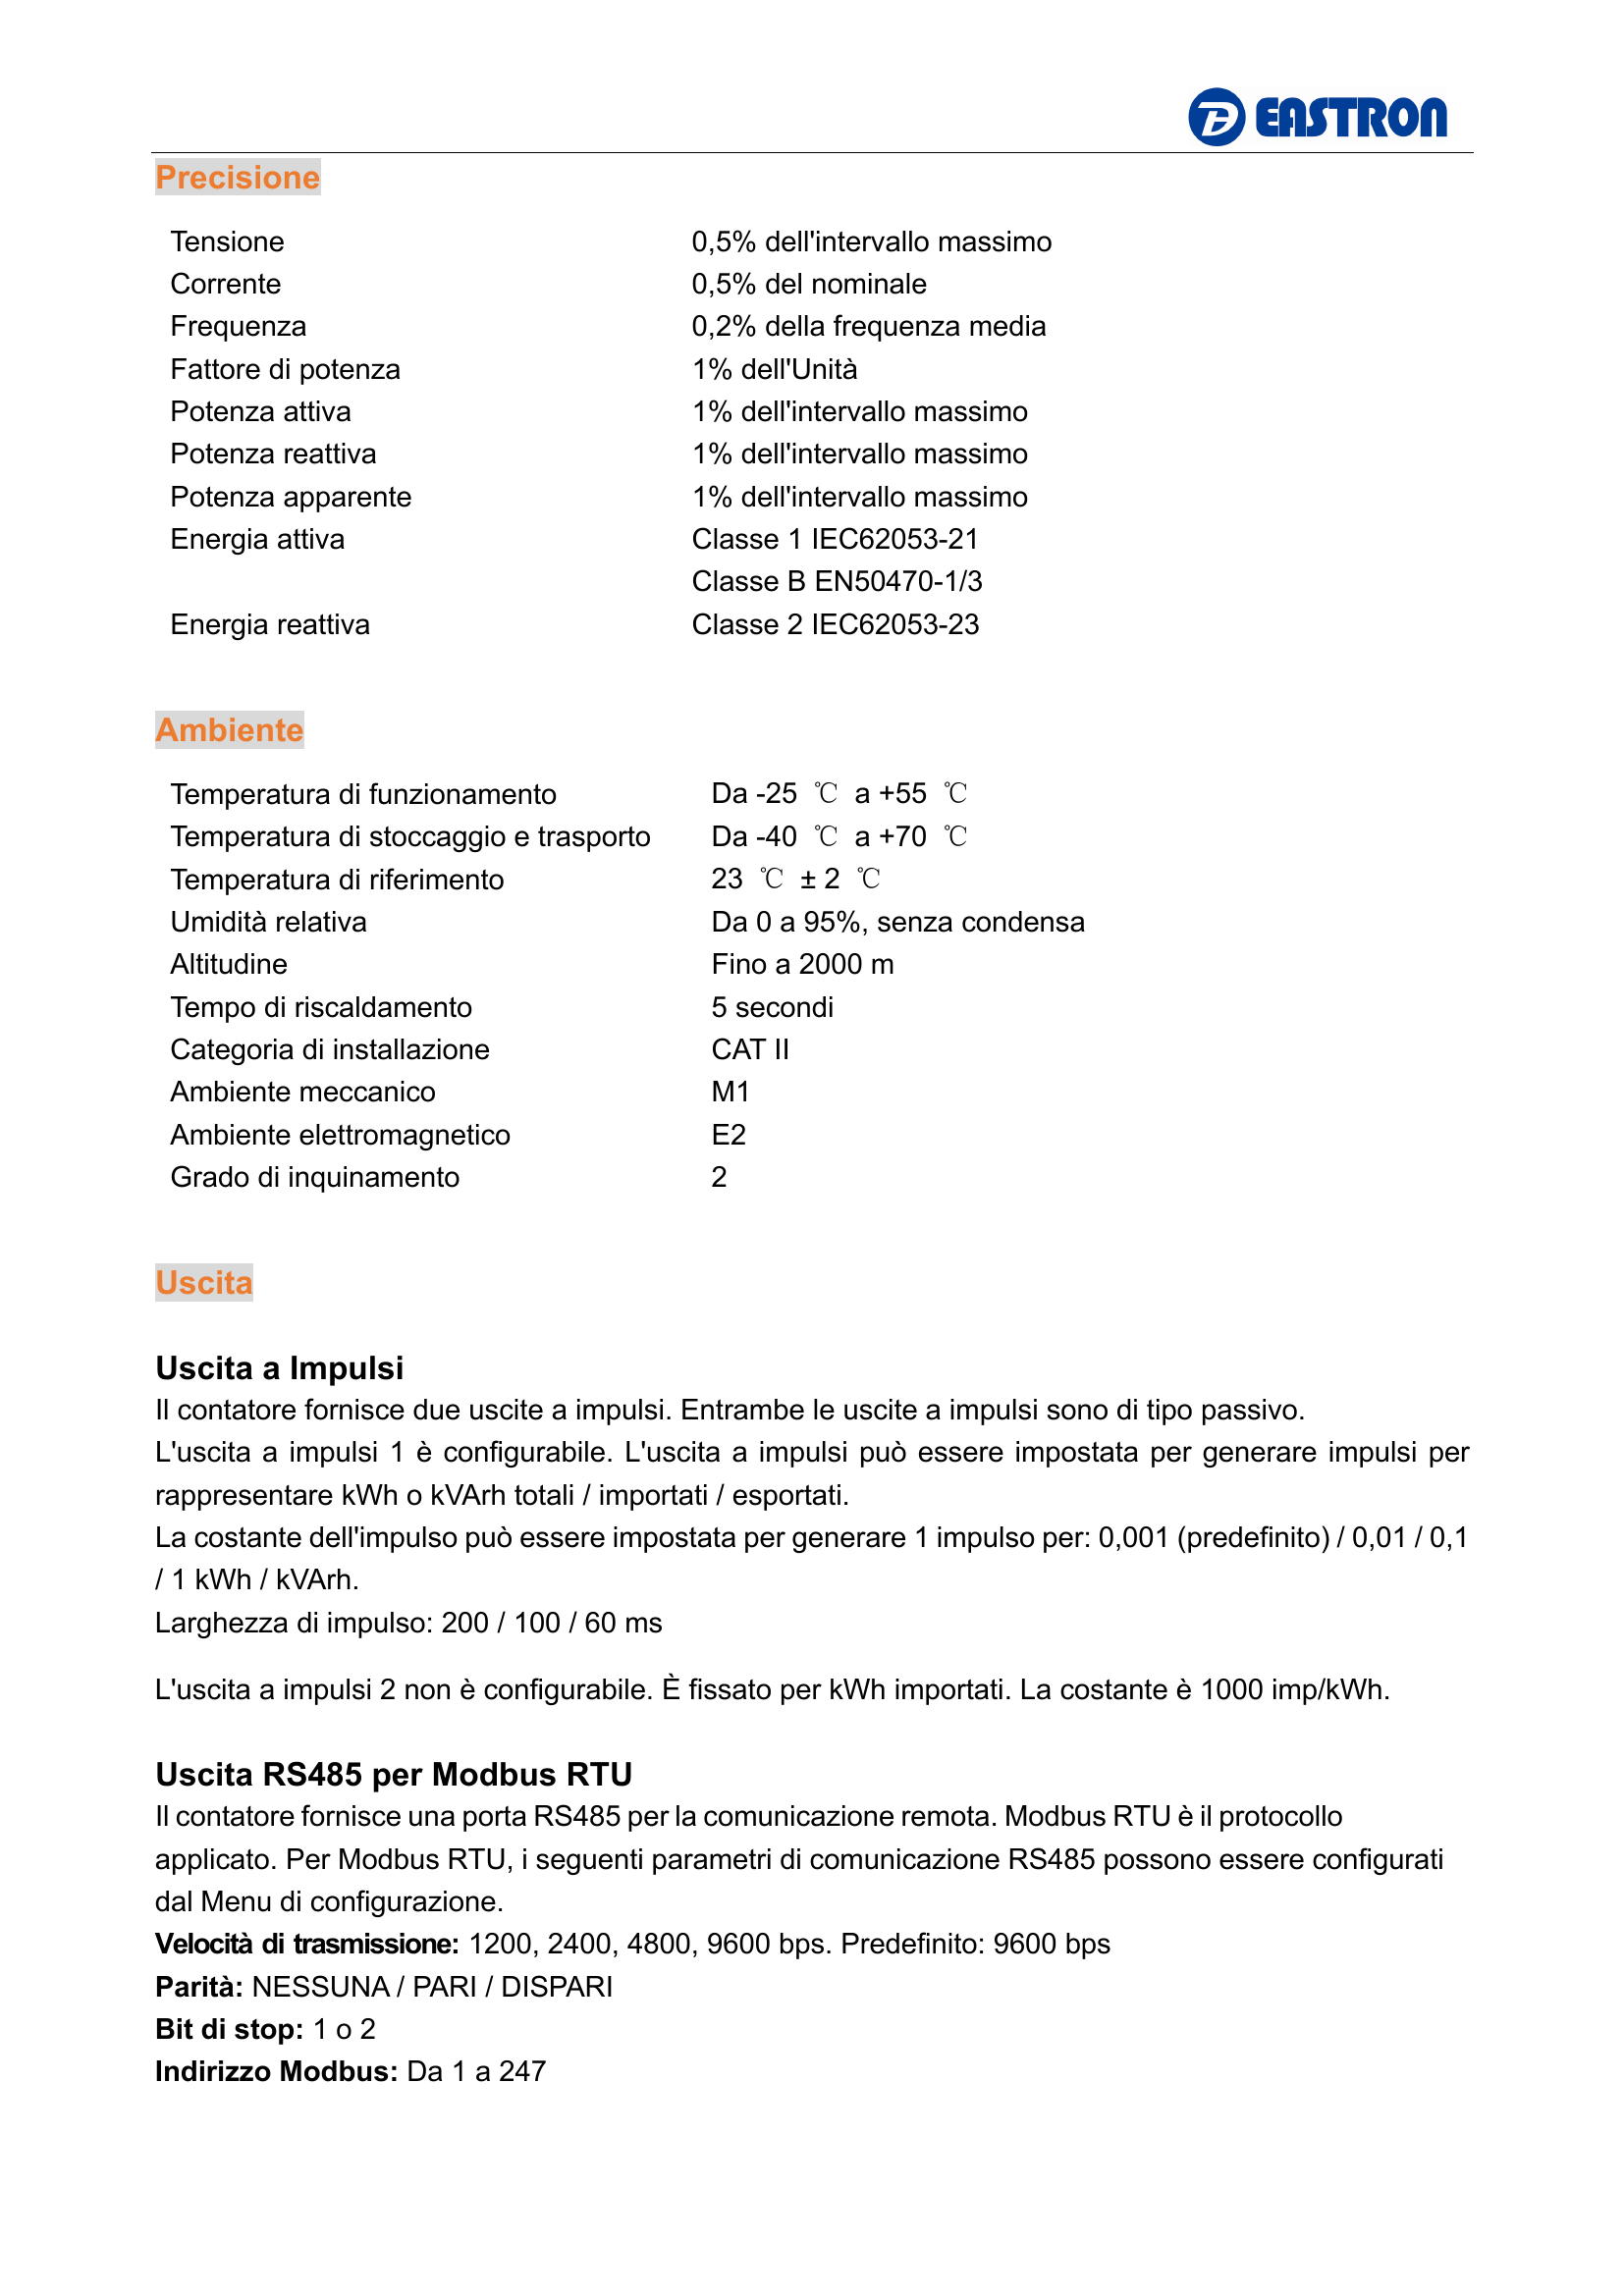 EASTRON
Precisione
Tensione 0,5% dell'intervallo massimo
Corrente 0,5% del nominale
Frequenza 0,2% della frequenza media
Fattore di potenza 1% dell'Unità
Potenza attiva 1% dell'intervallo massimo
Potenza reattiva 1% dell'intervallo massimo
Potenza apparente 1% dell'intervallo massimo
Energia attiva Classe 1 IEC62053-21
Classe B EN50470-1/3
Energia reattiva Classe 2 IEC62053-23
Ambiente
Temperatura di funzionamento Da -25 ℃ a +55 ℃
Temperatura di stoccaggio e trasporto Da -40 ℃ a +70 ℃
Temperatura di riferimento 23 ℃ ± 2 ℃
Umidità relativa Da 0 a 95%, senza condensa
Altitudine Fino a 2000 m
Tempo di riscaldamento 5 secondi
Categoria di installazione CAT II
Ambiente meccanico M1
Ambiente elettromagnetico E2
Grado di inquinamento 2
Uscita
Uscita a Impulsi
Il contatore fornisce due uscite a impulsi. Entrambe le uscite a impulsi sono di tipo passivo.
L'uscita a impulsi 1 è configurabile. L'uscita a impulsi può essere impostata per generare impulsi per
rappresentare kWh o kVArh totali / importati / esportati.
La costante dell'impulso può essere impostata per generare 1 impulso per: 0,001 (predefinito) / 0,01 / 0,1
/ 1 kWh / kVArh.
Larghezza di impulso: 200 / 100 / 60 ms
L'uscita a impulsi 2 non è configurabile. È fissato per kWh importati. La costante è 1000 imp/kWh.
Uscita RS485 per Modbus RTU
Il contatore fornisce una porta RS485 per la comunicazione remota. Modbus RTU è il protocollo
applicato. Per Modbus RTU, i seguenti parametri di comunicazione RS485 possono essere configurati
dal Menu di configurazione.
Velocità di trasmissione: 1200, 2400, 4800, 9600 bps. Predefinito: 9600 bps
Parità: NESSUNA / PARI / DISPARI
Bit di stop: 1 o 2
Indirizzo Modbus: Da 1 a 247